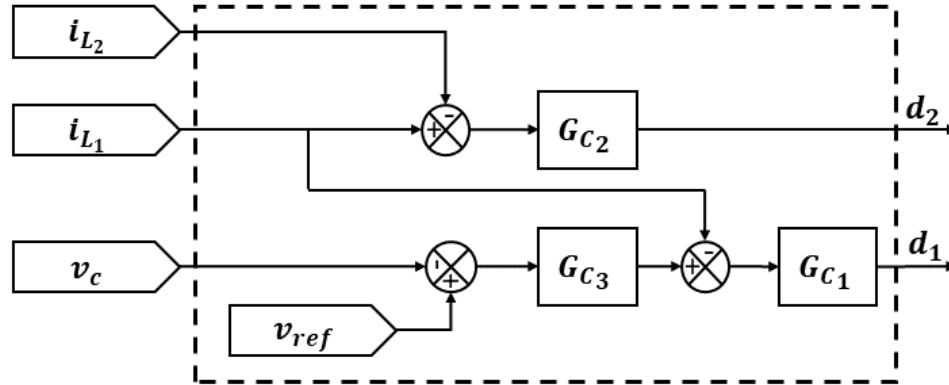 i_{L_2}
-
i_{L_1}
+
G_{C_2}
d_2
-
d_1
v_c
-
+
G_{C_3}
+
G_{C_1}
v_{ref}